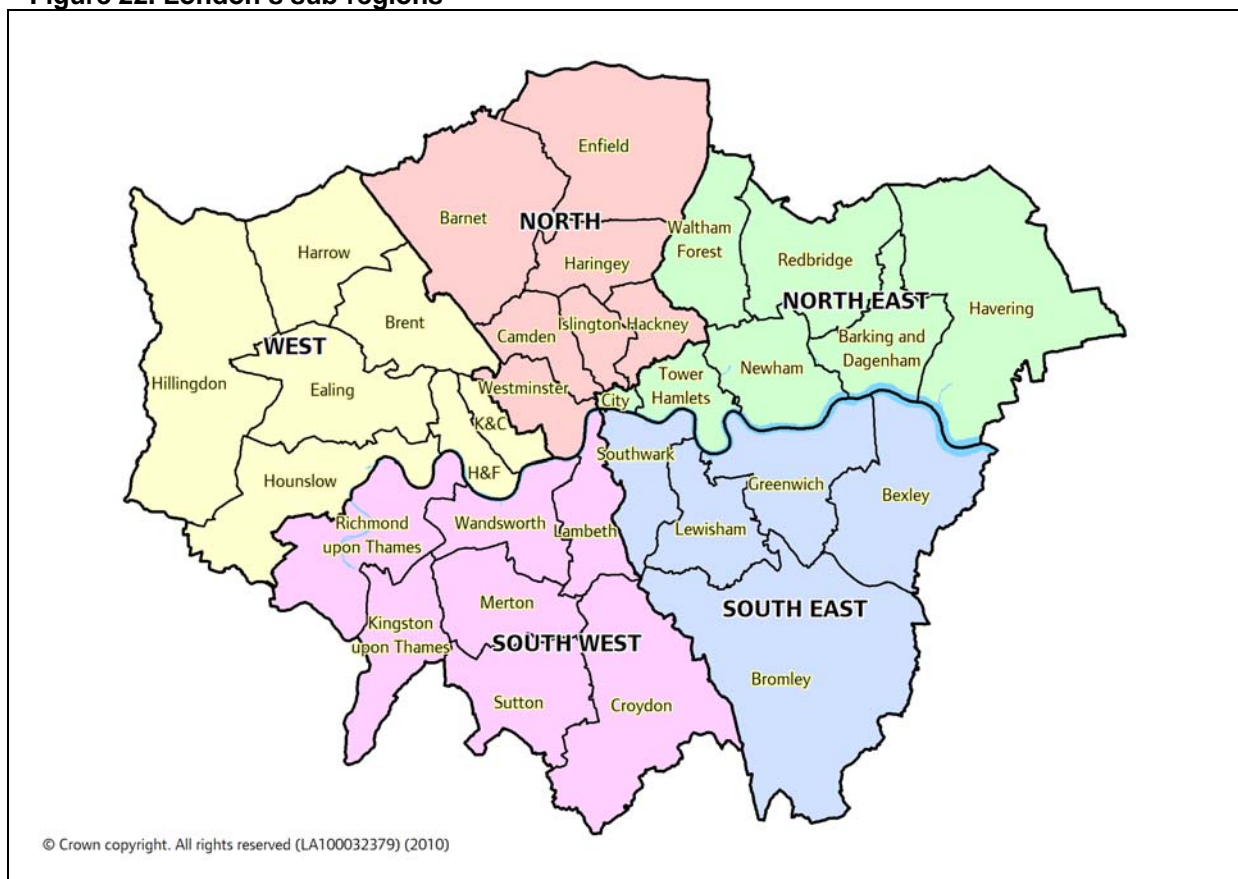 Figure 22: London's sub regions
Enfield
Barnet
NORTH
Waltham
Forest
Harrow
Haringey
Redbridge
NORTH EAST
Havering
Brent
Camden
Islington
Hackney
Barking and
Dagenham
WEST
Hillingdon
Ealing
Westminster
Tower
Hamlets
Newham
City
K&C
H&F
Hounslow
Southwark
Greenwich
Bexley
Richmond
upon Thames
Wandsworth
Lambeth
Lewisham
Merton
SOUTH EAST
Kingston
upon Thames
SOUTH WEST
Bromley
Sutton
Croydon
© Crown copyright. All rights reserved (LA100032379) (2010)